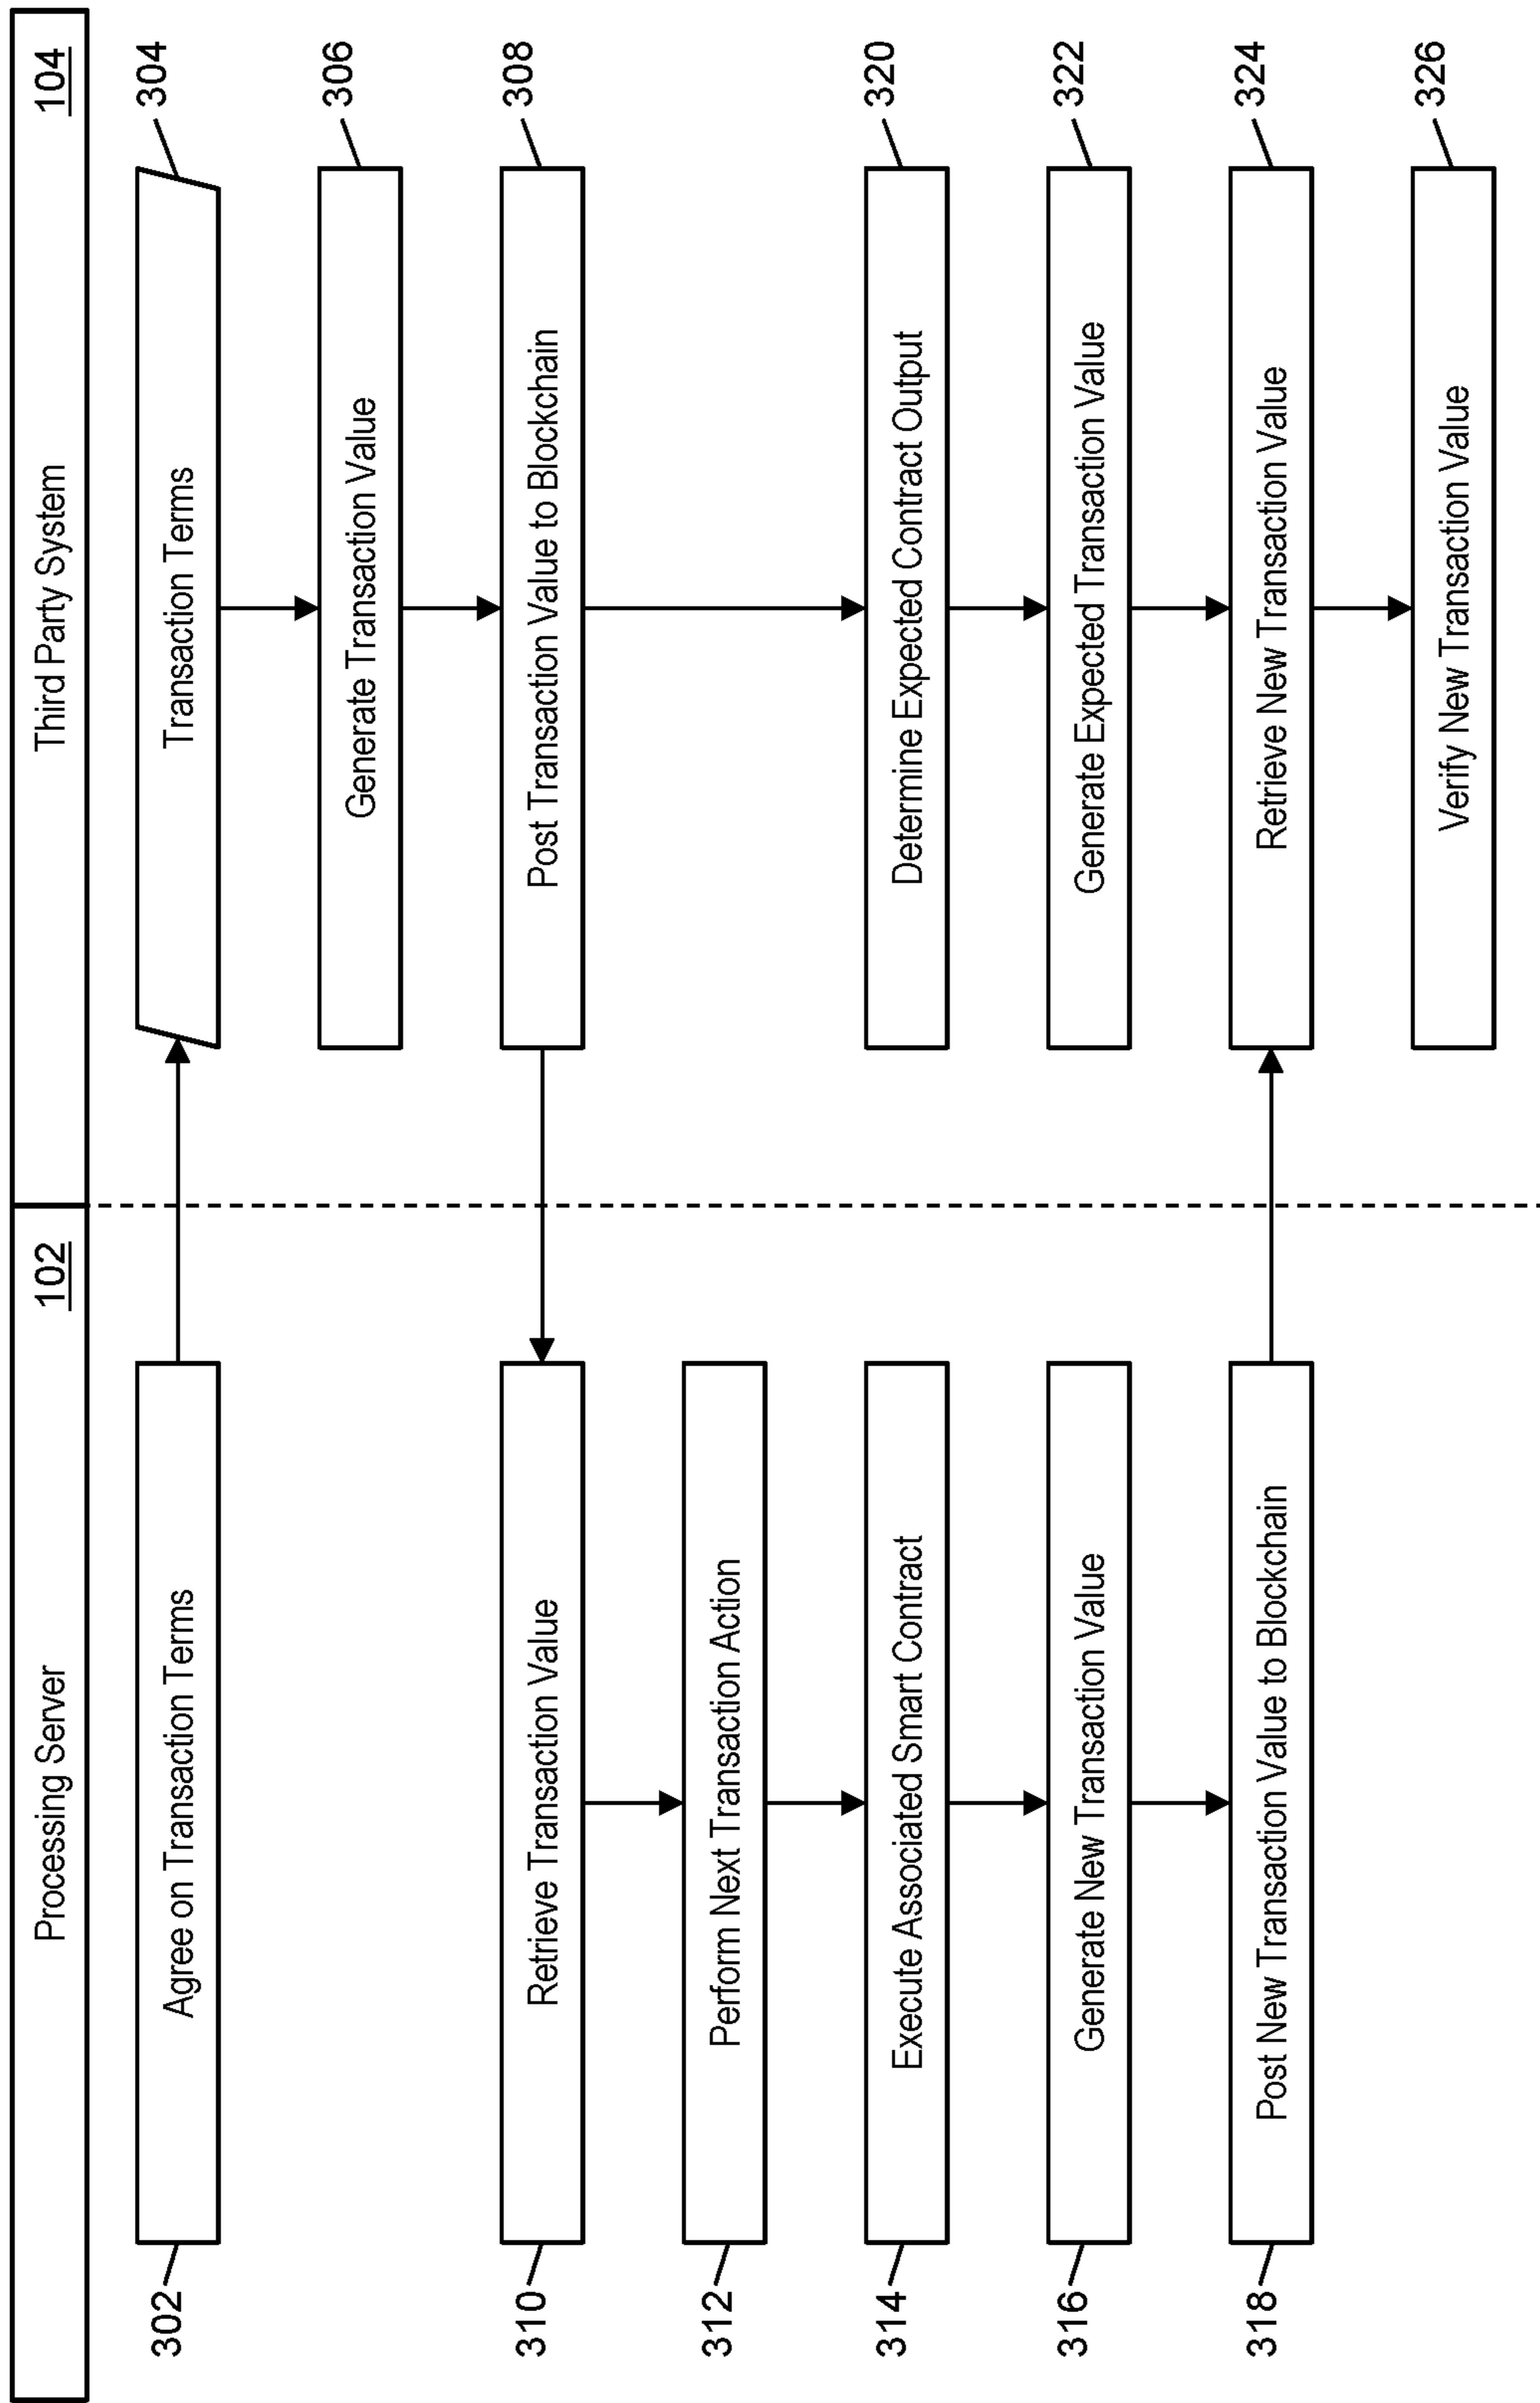 Processing Server 102
Third Party System 104
302 Agree on Transaction Terms
Transaction Terms 304
Generate Transaction Value 306
Post Transaction Value to Blockchain 308
310 Retrieve Transaction Value
312 Perform Next Transaction Action
314 Execute Associated Smart Contract
316 Generate New Transaction Value
318 Post New Transaction Value to Blockchain
Determine Expected Contract Output 320
Generate Expected Transaction Value 322
Retrieve New Transaction Value 324
Verify New Transaction Value 326